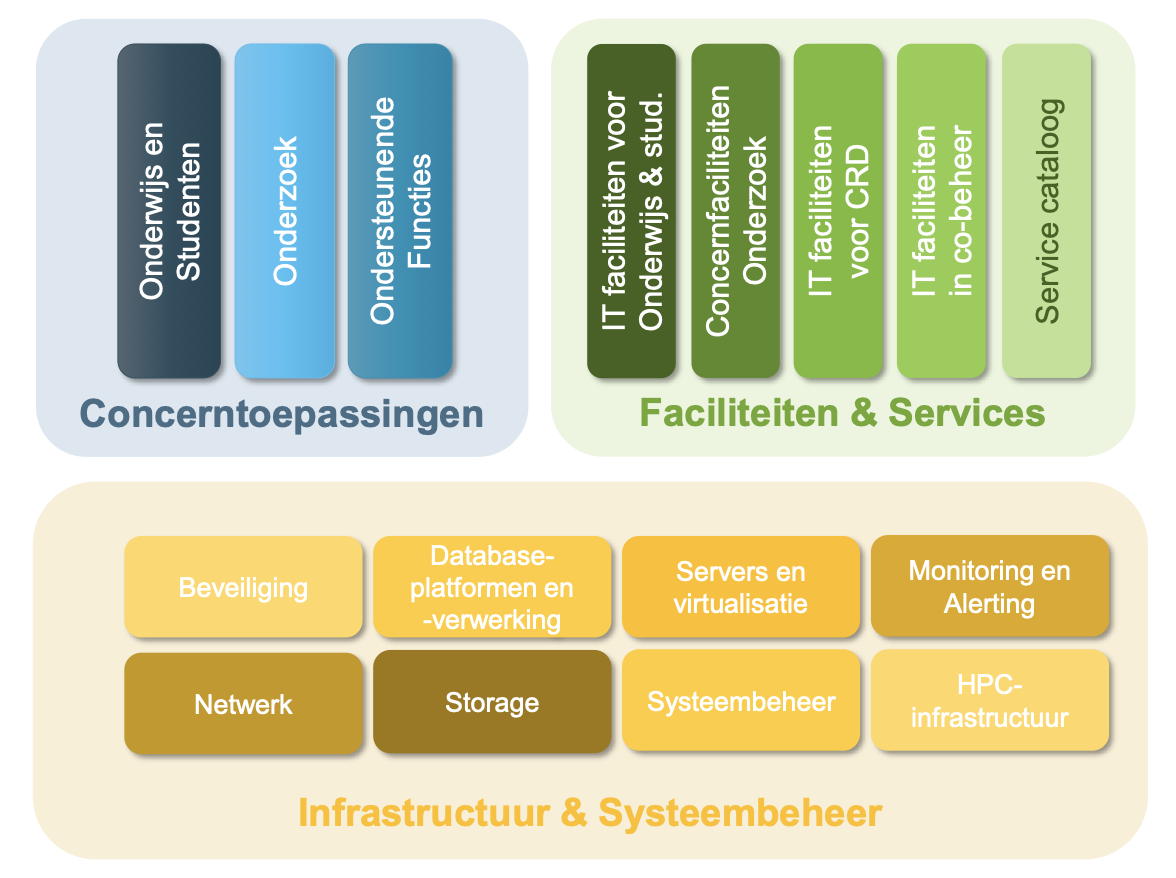 Onderwijs en
Studenten
Onderzoek
Ondersteunende
Functies
Concerntoepassingen
IT faciliteiten voor
Onderwijs & stud.
Concernfaciliteiten
Onderzoek
IT faciliteiten
voor CRD
IT faciliteiten
in co-beheer
Service cataloog
Faciliteiten & Services
Beveiliging
Database-
platformen en
-verwerking
Servers en
virtualisatie
Monitoring en
Alerting
Netwerk
Storage
Systeembeheer
HPC-
infrastructuur
Infrastructuur & Systeembeheer